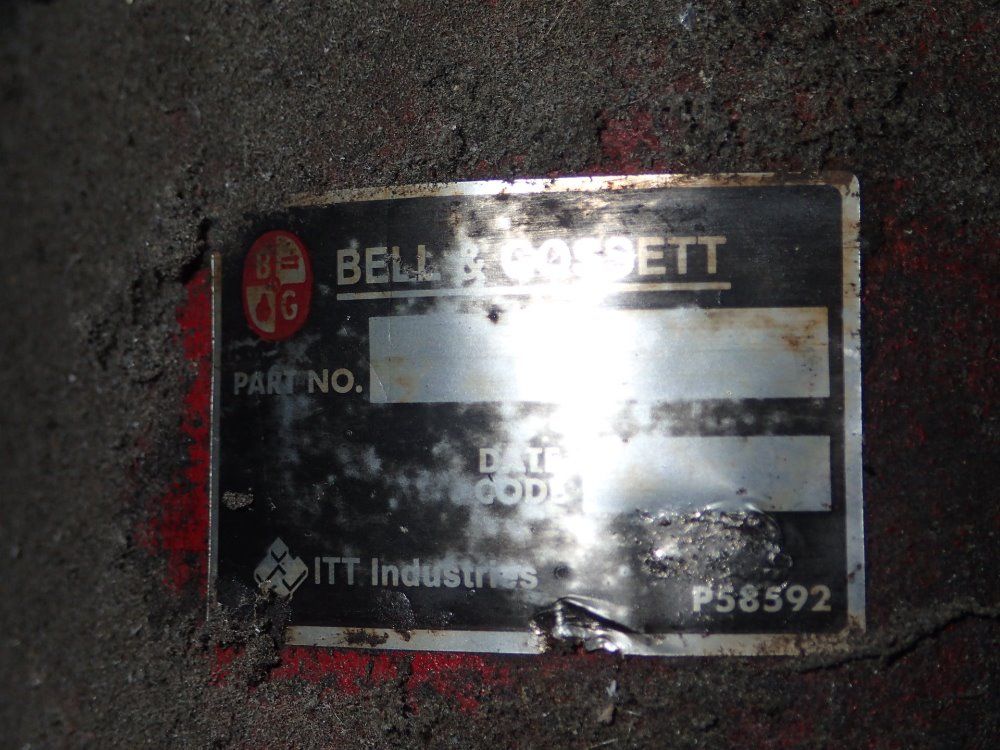 B G
BELL & GOSSETT
PART NO.
DATE
CODE
ITT Industries
P58592